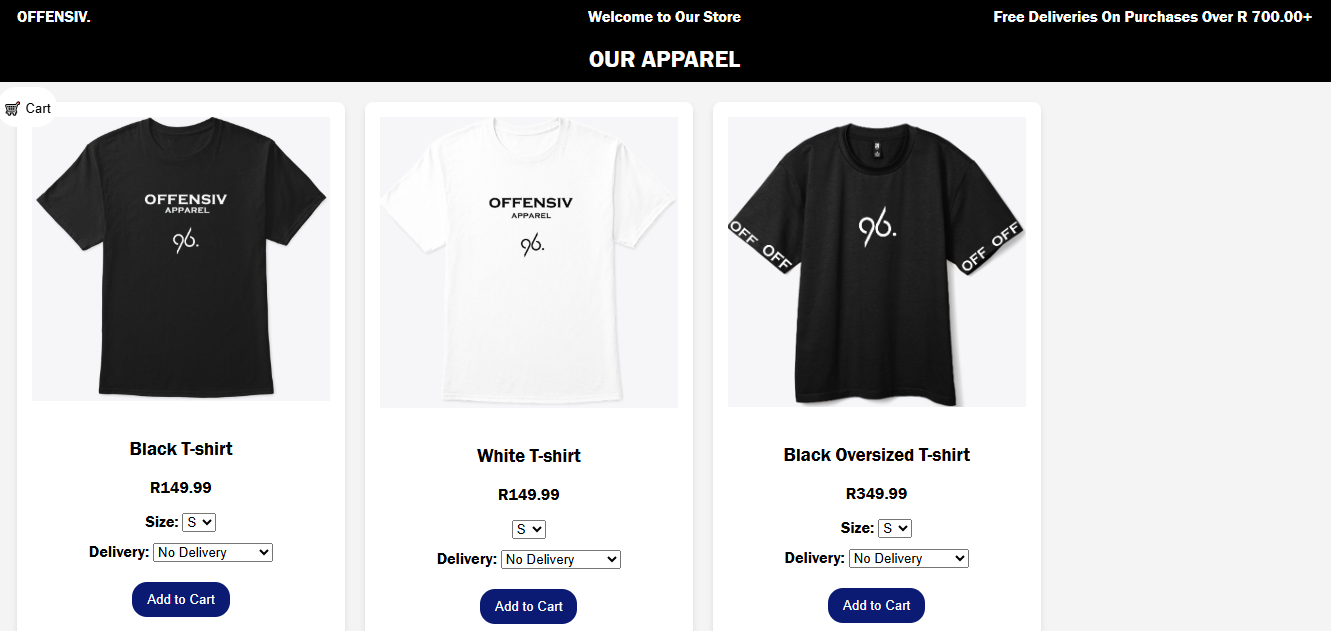 OFFENSIV.
Welcome to Our Store
Free Deliveries On Purchases Over R 700.00+
OUR APPAREL
Cart
OFFENSIV
APPAREL
96.
Black T-shirt
R149.99
Size: S
Delivery: No Delivery
Add to Cart
OFFENSIV
APPAREL
96.
White T-shirt
R149.99
S
Delivery: No Delivery
Add to Cart
96.
OFF OFF
OFF OFF
Black Oversized T-shirt
R349.99
Size: S
Delivery: No Delivery
Add to Cart